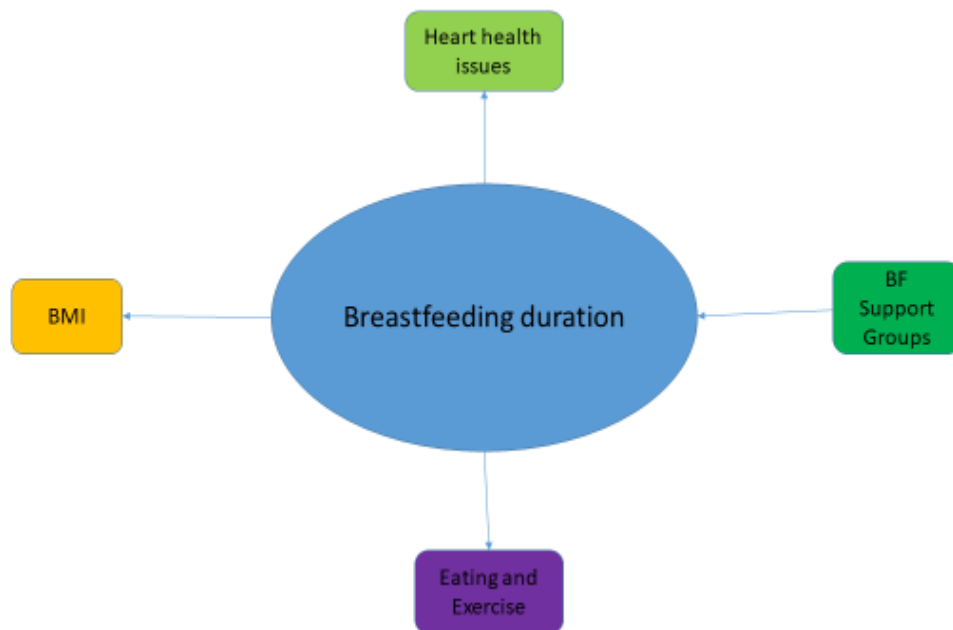 Heart health
issues
BMI
Breastfeeding duration
BF
Support
Groups
Eating and
Exercise